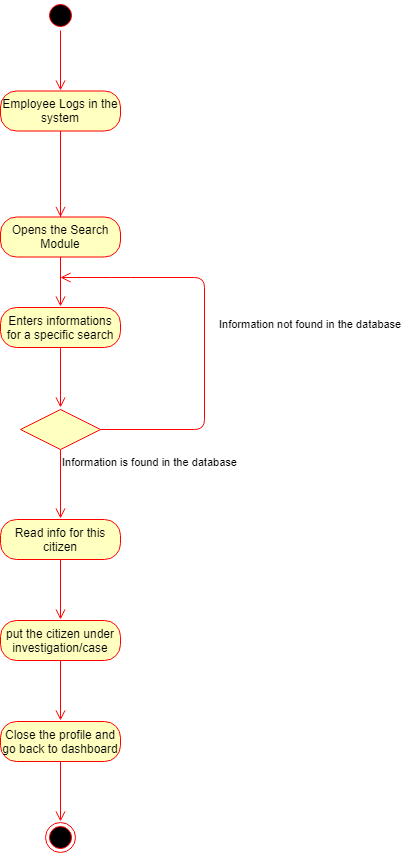 Employee Logs in the
system
Opens the Search
Module
Enters informations
for a specific search
Information not found in the database
Information is found in the database
Read info for this
citizen
put the citizen under
investigation/case
Close the profile and
go back to dashboard